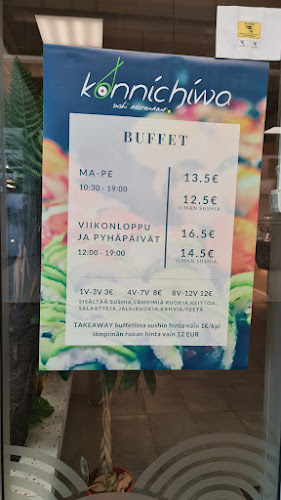 konnichiwa
sushi restaurant
BUFFET
MA-PE
10:30 - 19:00
13.5€
12.5€
ILMAN SUSHIA
VIIKONLOPPU
JA PYHÄPÄIVÄT
12:00 - 19:00
16.5€
14.5€
ILMAN SUSHIA
1V-3V 3€ 4V-7V 8€ 8V-12V 12€
SISÄLTÄÄ SUSHIA,LÄMPIMIÄ RUOKIA,KEITTOA,
SALAATTEJA,JÄLKIRUOKIA,KAHVIA/TEETÄ
TAKEAWAY buffetissa sushin hinta vain 1€/kpl
lämpimän ruoan hinta vain 12 EUR